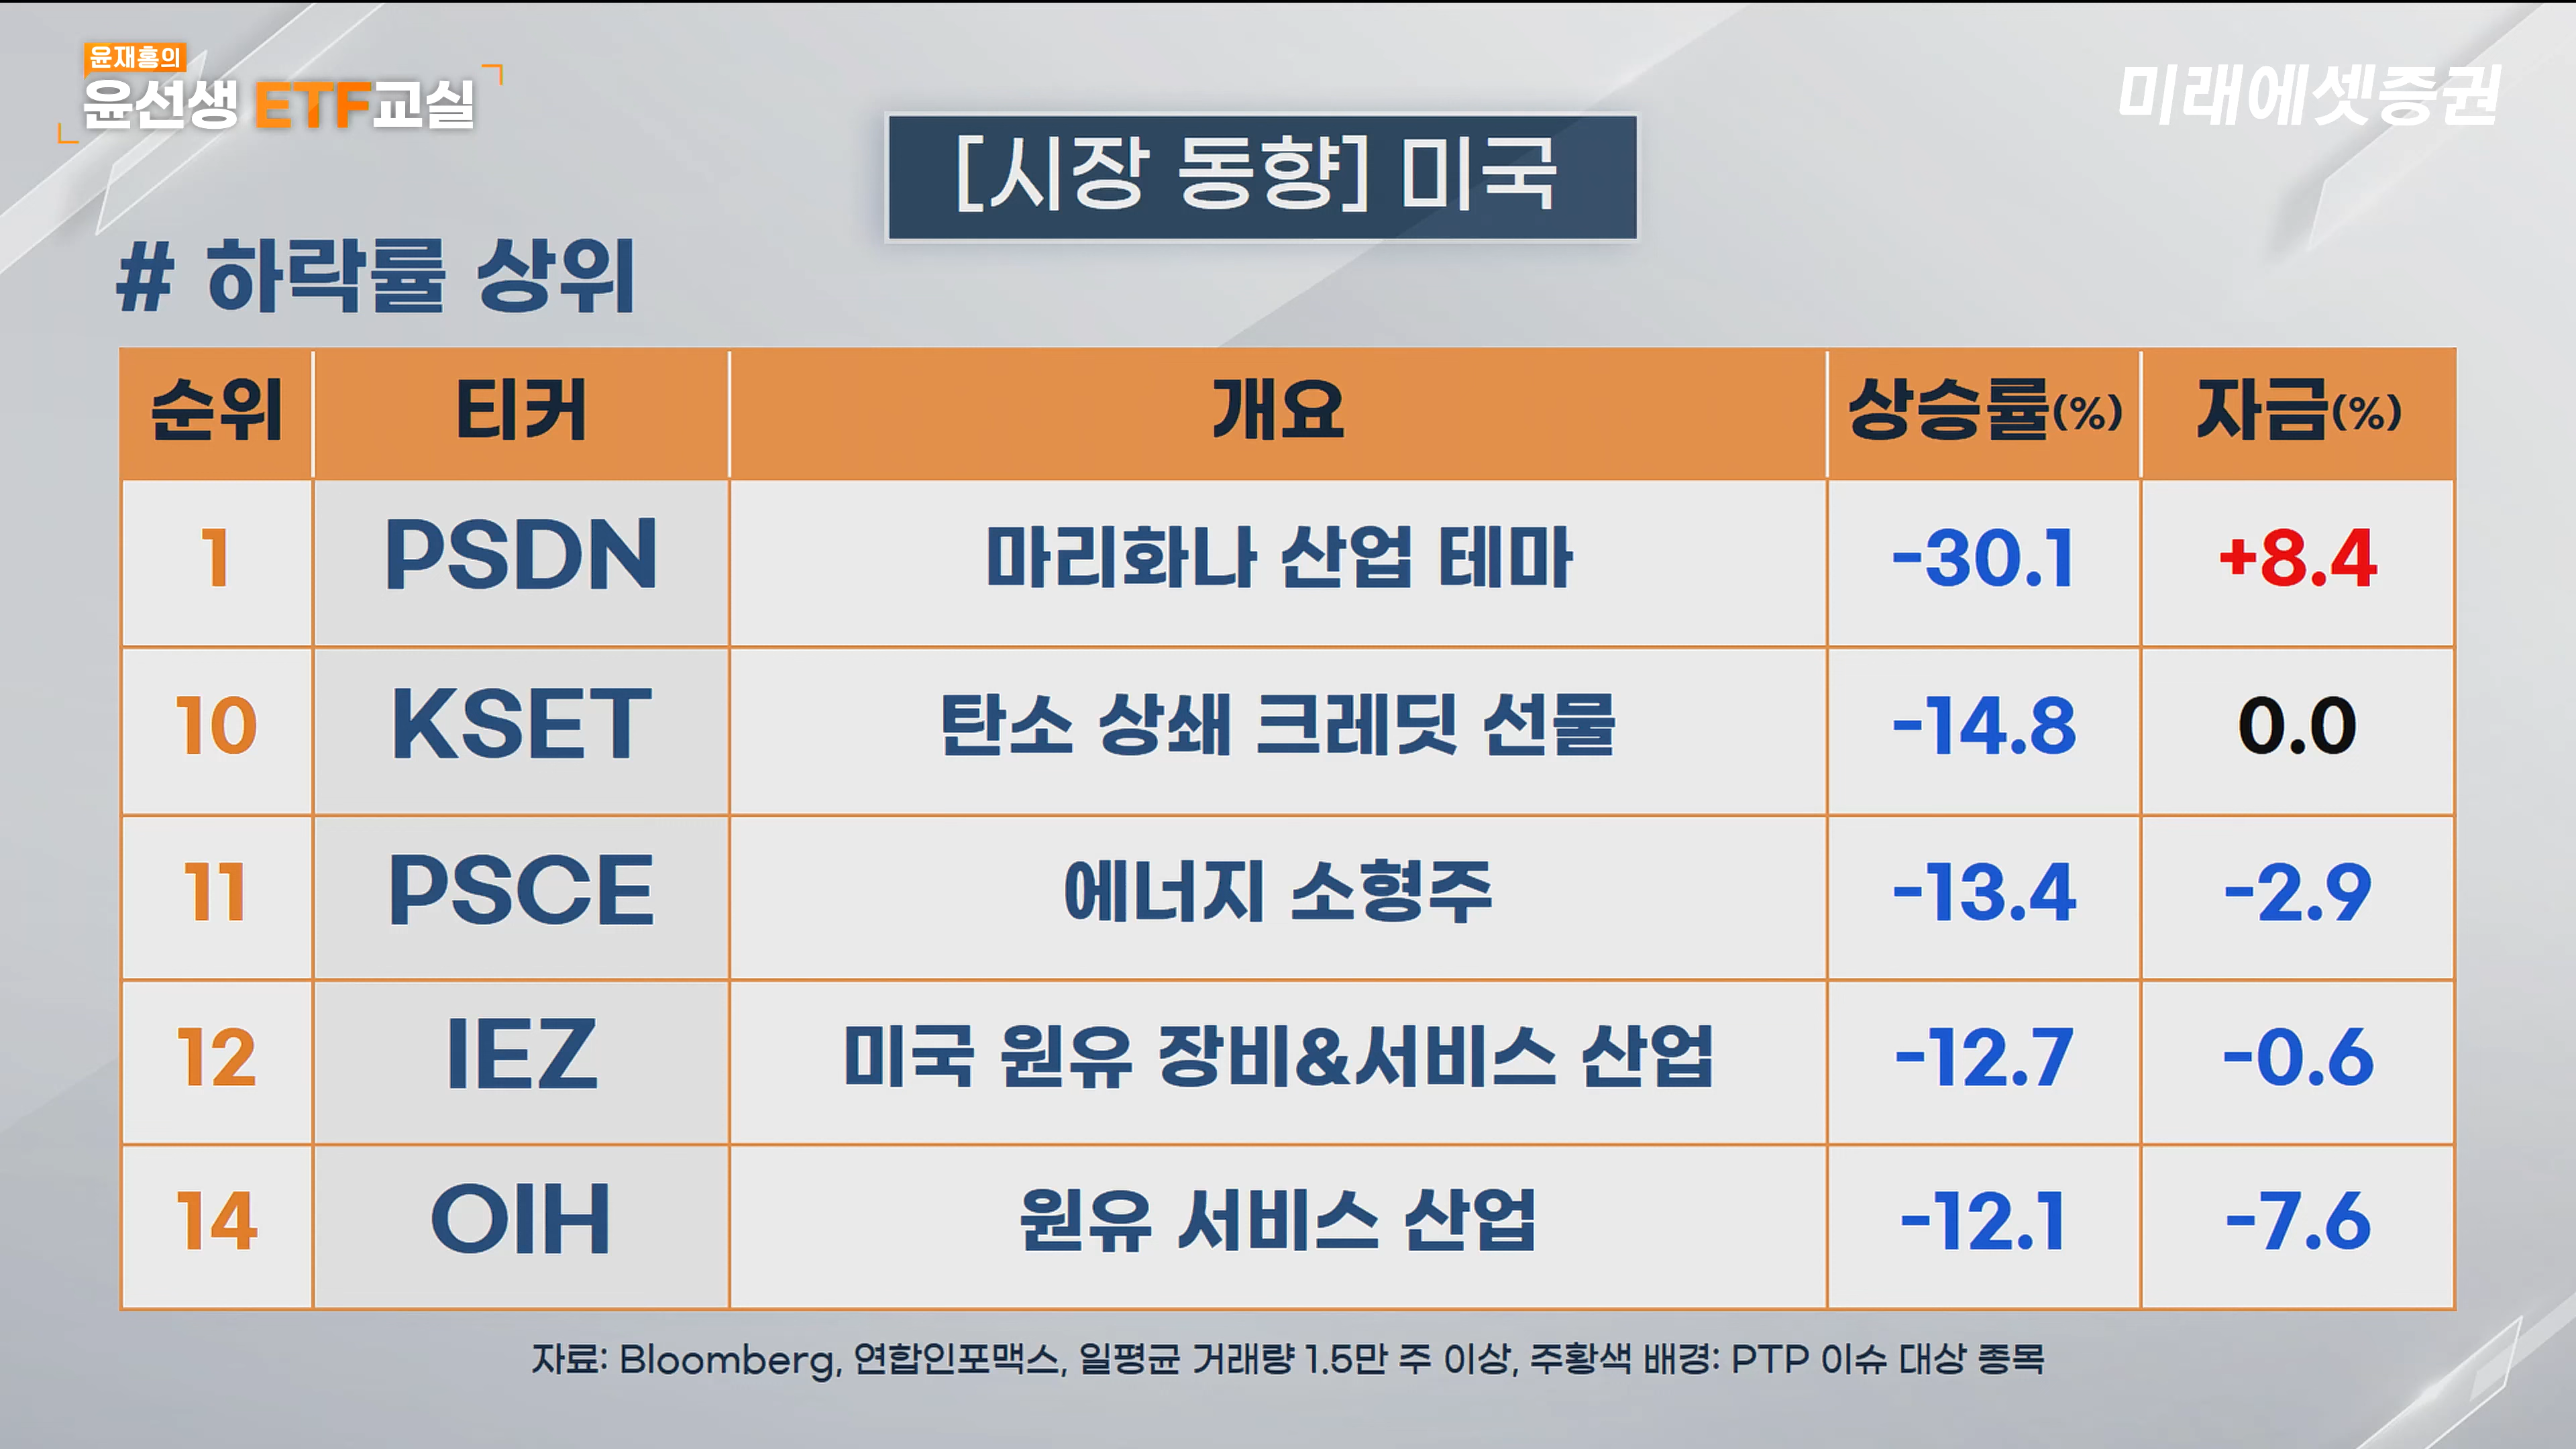 윤재홍의
윤선생 ETF교실
미래에셋증권
[시장 동향] 미국
# 하락률 상위
순위 티커 개요 상승률(%) 자금(%)
1 PSDN 마리화나 산업 테마 -30.1 +8.4
10 KSET 탄소 상쇄 크레딧 선물 -14.8 0.0
11 PSCE 에너지 소형주 -13.4 -2.9
12 IEZ 미국 원유 장비&서비스 산업 -12.7 -0.6
14 OIH 원유 서비스 산업 -12.1 -7.6
자료: Bloomberg, 연합인포맥스, 일평균 거래량 1.5만 주 이상, 주황색 배경: PTP 이슈 대상 종목